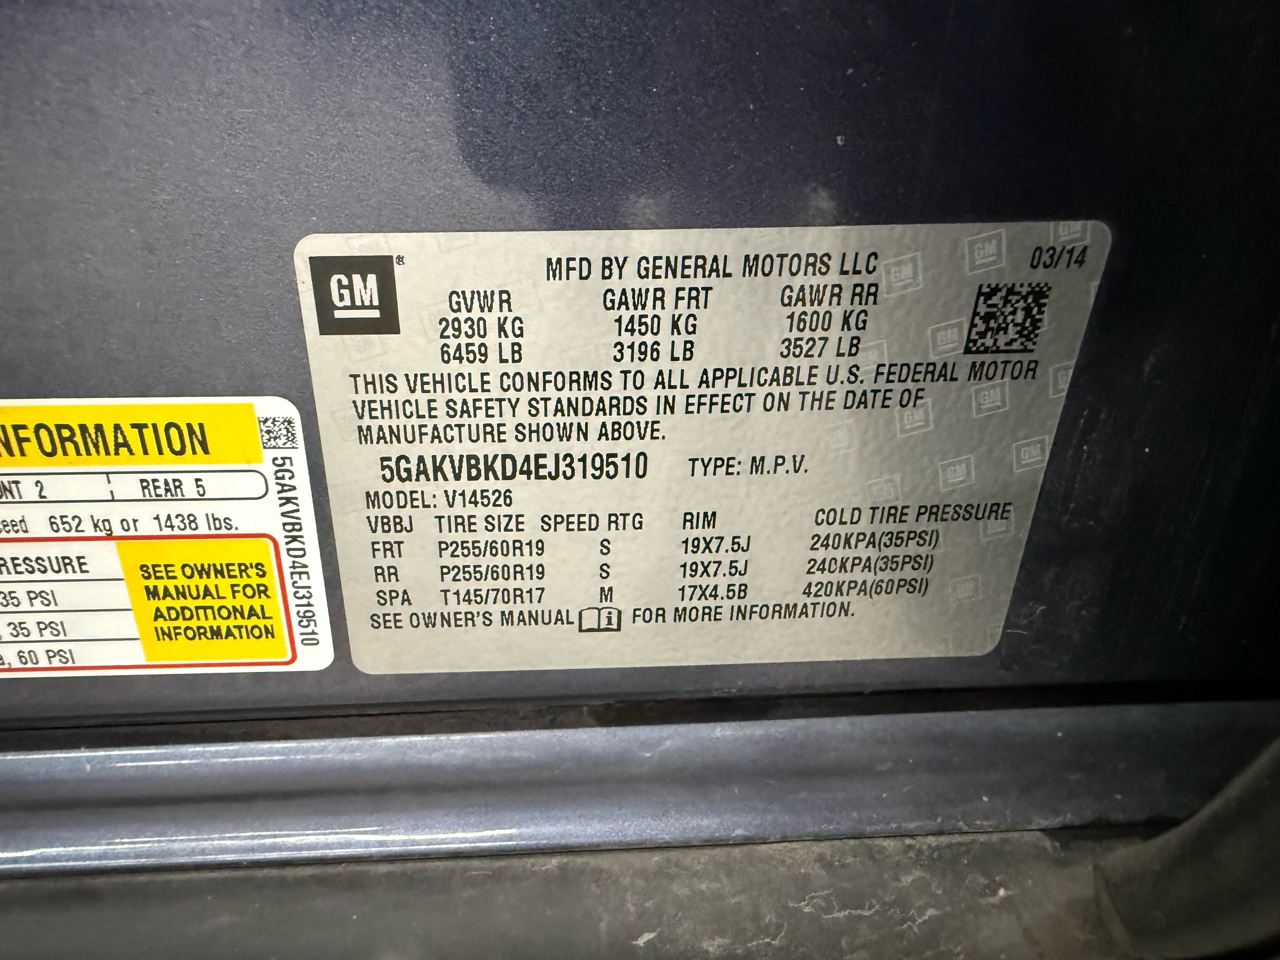 NFORMATION
NT 2 REAR 5
eed 652 kg or 1438 lbs.
RESSURE
35 PSI
, 35 PSI
, 60 PSI
SEE OWNER'S
MANUAL FOR
ADDITIONAL
INFORMATION
5GAKVBKD4EJ319510
GM®
MFD BY GENERAL MOTORS LLC 03/14
GVWR GAWR FRT GAWR RR
2930 KG 1450 KG 1600 KG
6459 LB 3196 LB 3527 LB
THIS VEHICLE CONFORMS TO ALL APPLICABLE U.S. FEDERAL MOTOR
VEHICLE SAFETY STANDARDS IN EFFECT ON THE DATE OF
MANUFACTURE SHOWN ABOVE.
5GAKVBKD4EJ319510 TYPE: M.P.V.
MODEL: V14526
VBBJ TIRE SIZE SPEED RTG RIM COLD TIRE PRESSURE
FRT P255/60R19 S 19X7.5J 240KPA(35PSI)
RR P255/60R19 S 19X7.5J 240KPA(35PSI)
SPA T145/70R17 M 17X4.5B 420KPA(60PSI)
SEE OWNER'S MANUAL FOR MORE INFORMATION.